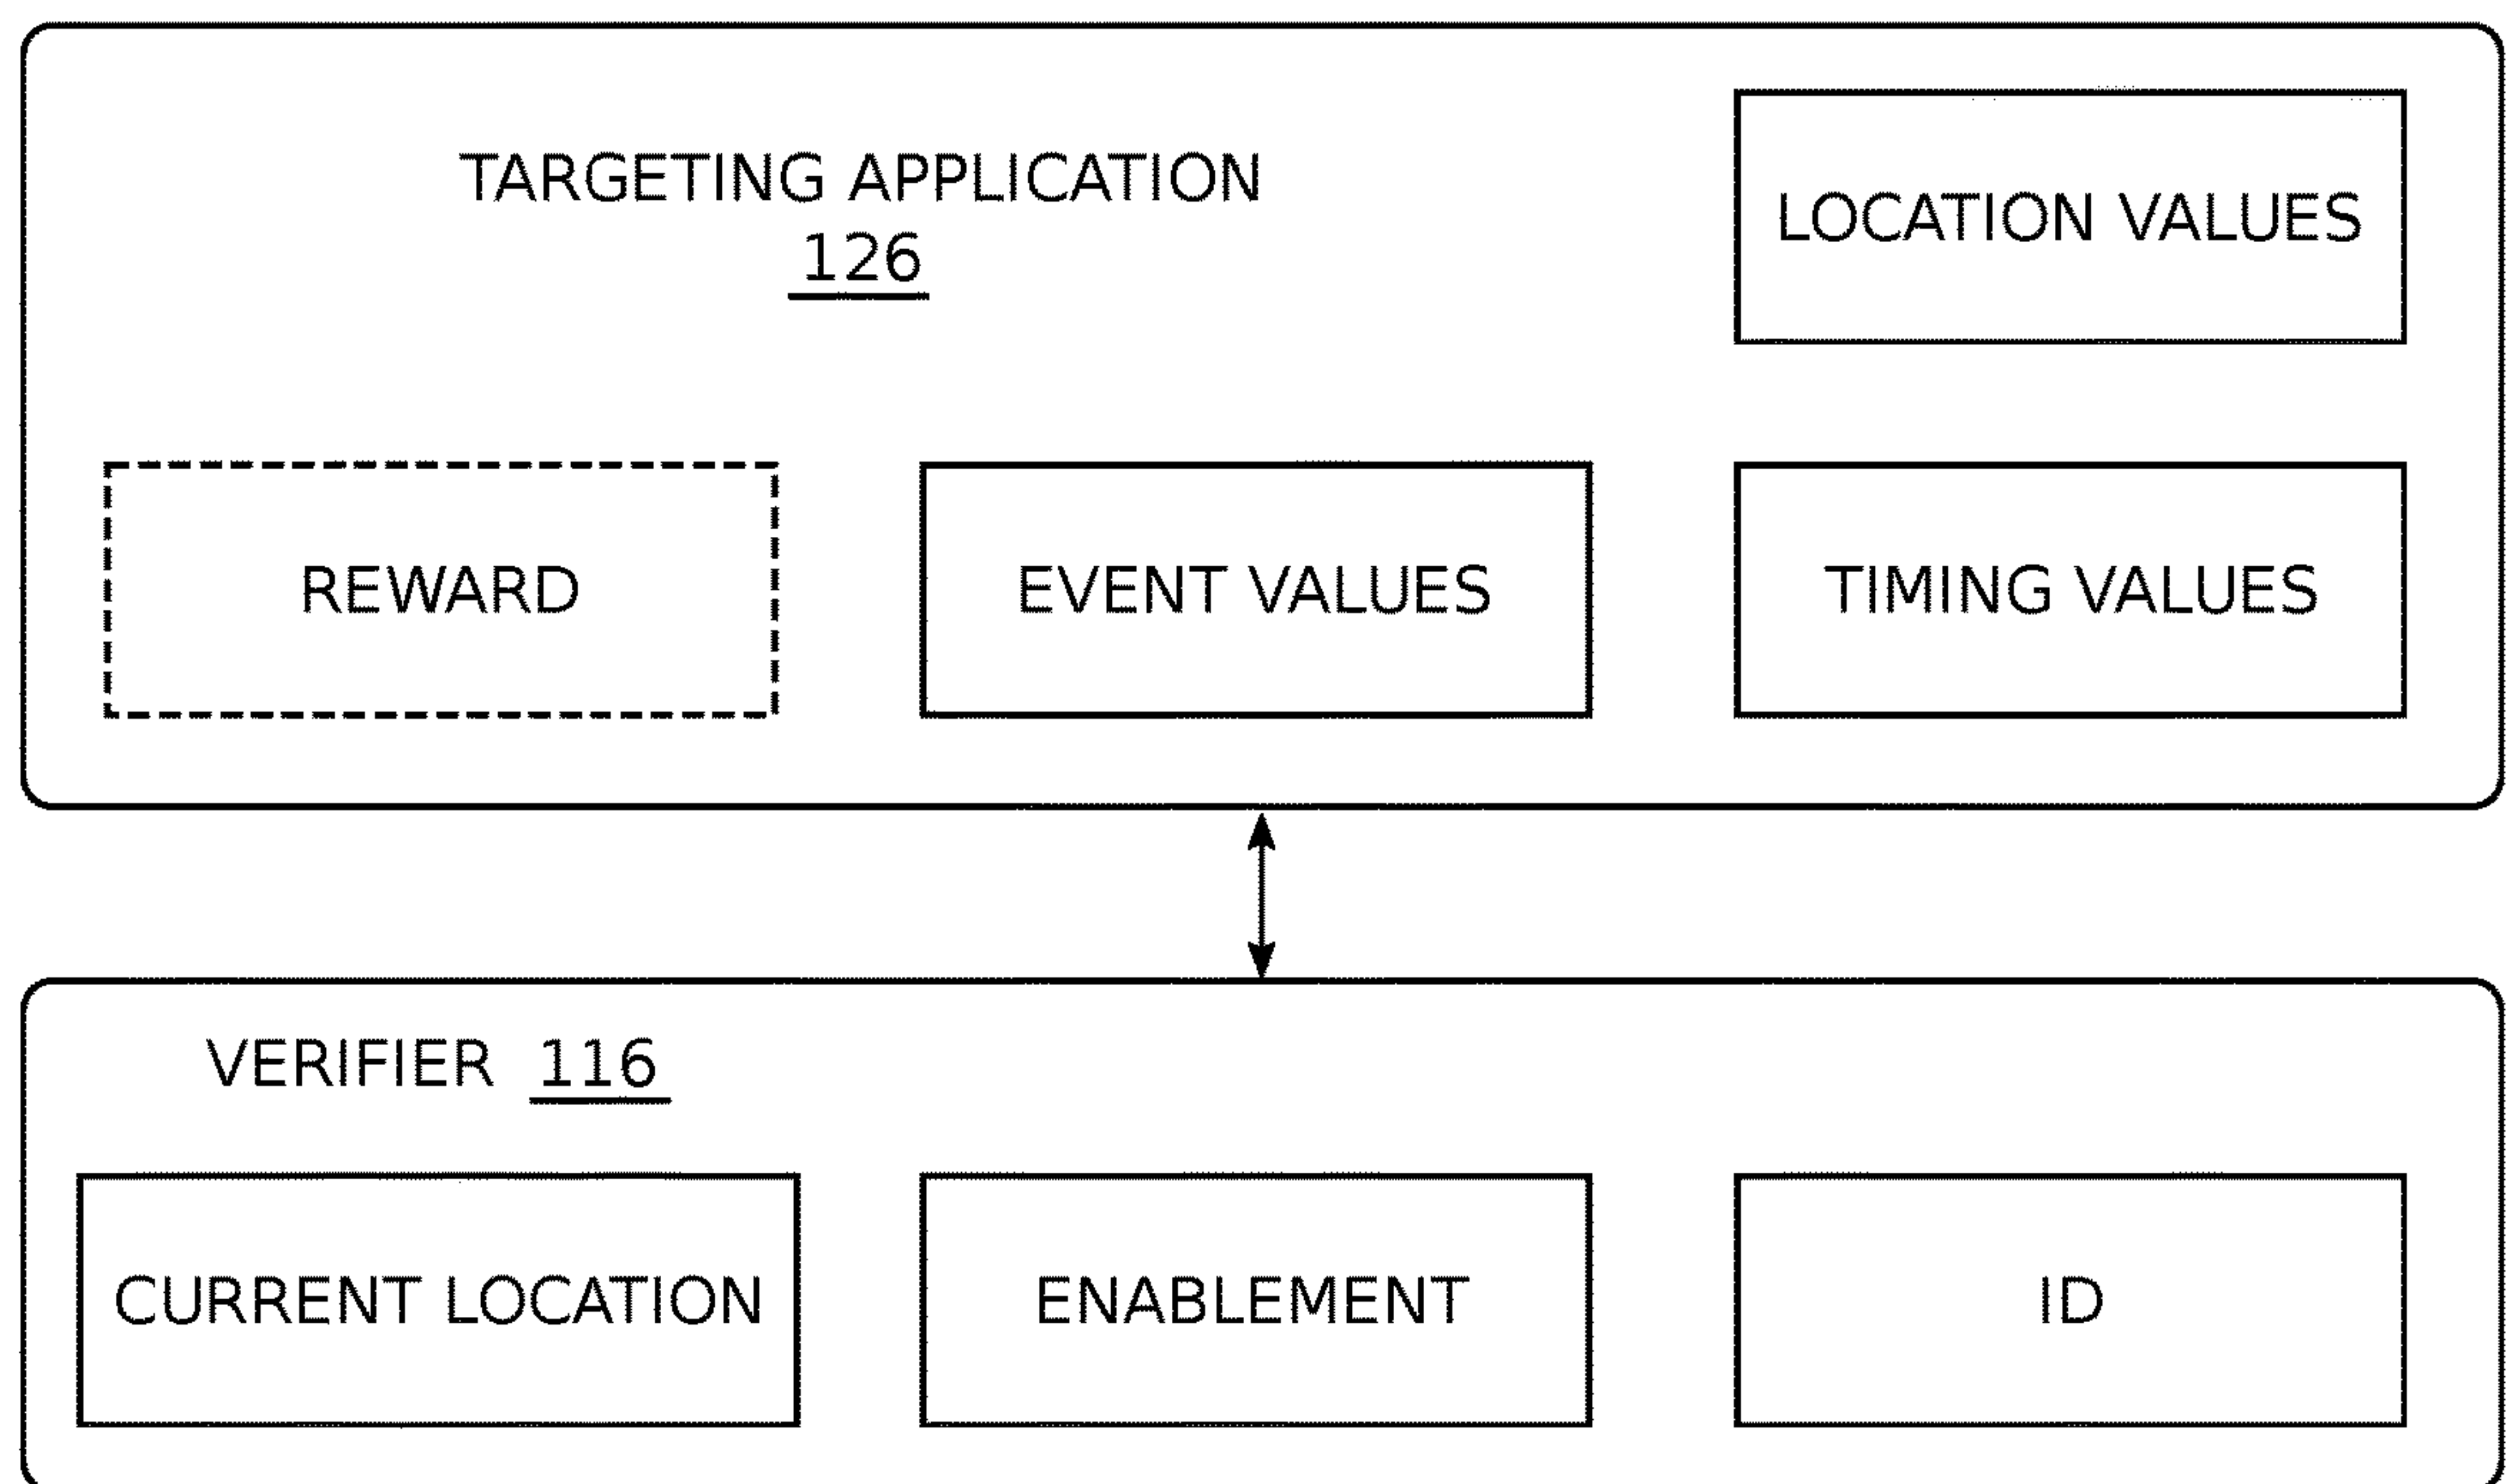 TARGETING APPLICATION
126
LOCATION VALUES
REWARD
EVENT VALUES
TIMING VALUES
VERIFIER 116
CURRENT LOCATION
ENABLEMENT
ID